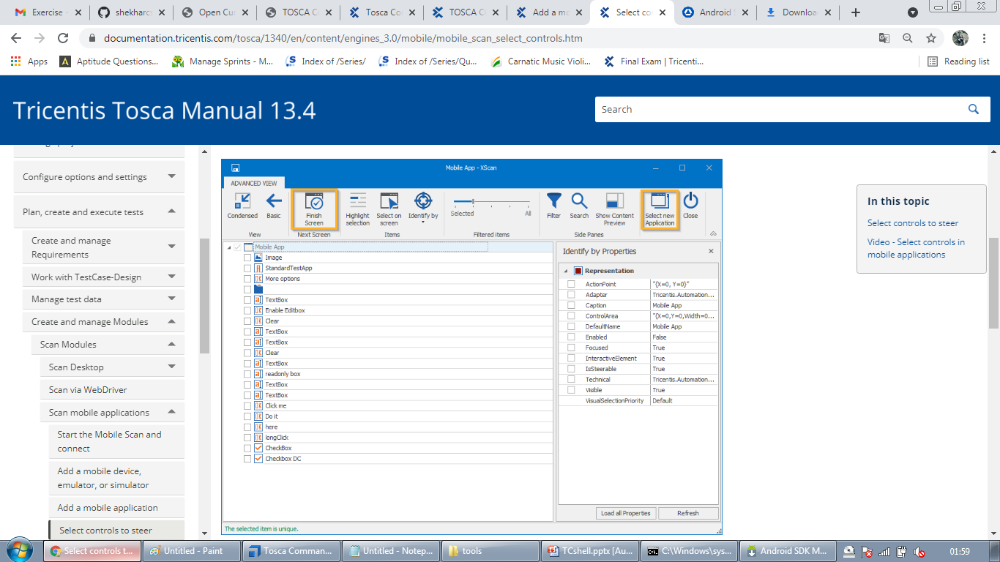 Exercise -
shekharc
Open Cur
TOSCA C
Tosca Co
TOSCA C
Add a mo
Select co
Android S
Downloa
documentation.tricentis.com/tosca/1340/en/content/engines_3.0/mobile/mobile_scan_select_controls.htm
Apps
Aptitude Questions...
Manage Sprints - M...
Index of /Series/
Index of /Series/Qu...
Carnatic Music Violi...
Final Exam | Tricenti...
Reading list
Tricentis Tosca Manual 13.4
Search
Configure options and settings
Plan, create and execute tests
Create and manage
Requirements
Work with TestCase-Design
Manage test data
Create and manage Modules
Scan Modules
Scan Desktop
Scan via WebDriver
Scan mobile applications
Start the Mobile Scan and
connect
Add a mobile device,
emulator, or simulator
Add a mobile application
Select controls to steer
Mobile App - XScan
ADVANCED VIEW
Condensed
Basic
View
Finish
Screen
Next Screen
Highlight
selection
Select on
screen
Identify by
Items
Selected
All
Filtered items
Filter
Search
Show Content
Preview
Side Panes
Select new
Application
Close
Mobile App
Image
StandardTestApp
More options
TextBox
Enable Editbox
Clear
TextBox
TextBox
Clear
TextBox
readonly box
TextBox
TextBox
Click me
Do it
here
longClick
CheckBox
Checkbox DC
Identify by Properties
Representation
ActionPoint "{X=0, Y=0}"
Adapter Tricentis.Automation...
Caption Mobile App
ControlArea "{X=0,Y=0,Width=0...
DefaultName Mobile App
Enabled False
Focused True
InteractiveElement True
IsSteerable True
Technical Tricentis.Automation...
Visible True
VisualSelectionPriority Default
Load all Properties
Refresh
The selected item is unique.
In this topic
Select controls to steer
Video - Select controls in
mobile applications
Select controls t...
Untitled - Paint
Tosca Comman...
Untitled - Notep...
tools
TCshell.pptx [Au...
C:\Windows\sys...
Android SDK M...
01:59